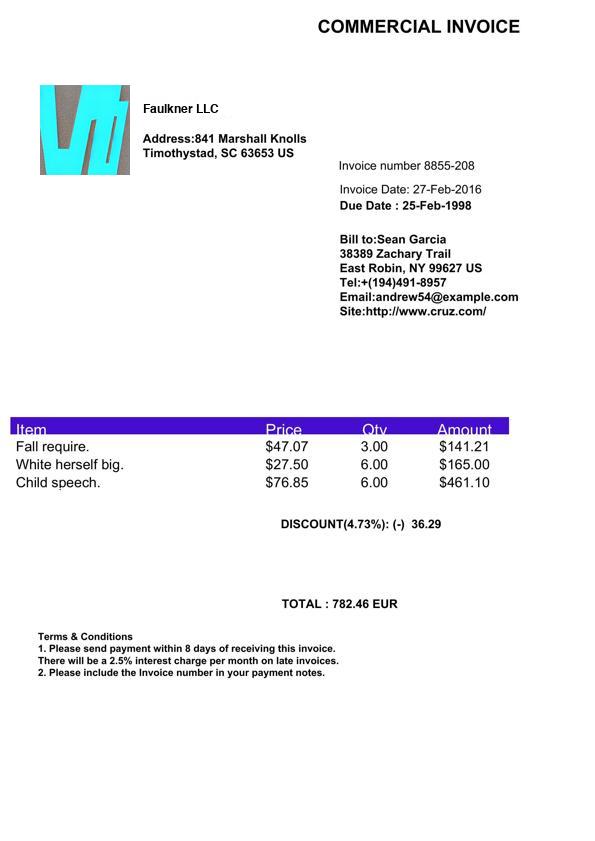 COMMERCIAL INVOICE
Faulkner LLC
Address:841 Marshall Knolls
Timothystad, SC 63653 US
Invoice number 8855-208
Invoice Date: 27-Feb-2016
Due Date : 25-Feb-1998
Bill to:Sean Garcia
38389 Zachary Trail
East Robin, NY 99627 US
Tel:+(194)491-8957
Email:andrew54@example.com
Site:http://www.cruz.com/
Item Price Qty Amount
Fall require. $47.07 3.00 $141.21
White herself big. $27.50 6.00 $165.00
Child speech. $76.85 6.00 $461.10
DISCOUNT(4.73%): (-) 36.29
TOTAL : 782.46 EUR
Terms & Conditions
1. Please send payment within 8 days of receiving this invoice.
There will be a 2.5% interest charge per month on late invoices.
2. Please include the Invoice number in your payment notes.